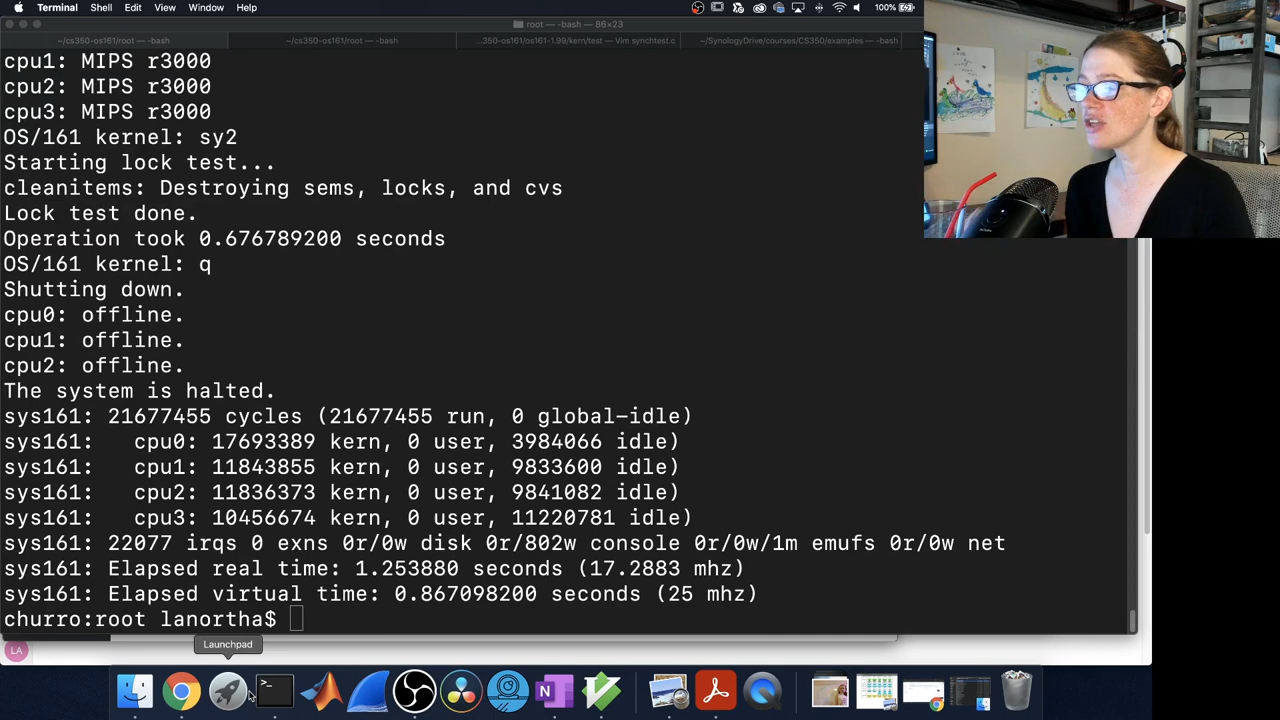 Terminal Shell Edit View Window Help 100%
root — -bash — 86×23
~/cs350-os161/root — -bash ~/cs350-os161/root — -bash ...350-os161/os161-1.99/kern/test — Vim synchtest.c ~/SynologyDrive/courses/CS350/examples — -bash
cpu1: MIPS r3000
cpu2: MIPS r3000
cpu3: MIPS r3000
OS/161 kernel: sy2
Starting lock test...
cleanitems: Destroying sems, locks, and cvs
Lock test done.
Operation took 0.676789200 seconds
OS/161 kernel: q
Shutting down.
cpu0: offline.
cpu1: offline.
cpu2: offline.
The system is halted.
sys161: 21677455 cycles (21677455 run, 0 global-idle)
sys161:   cpu0: 17693389 kern, 0 user, 3984066 idle)
sys161:   cpu1: 11843855 kern, 0 user, 9833600 idle)
sys161:   cpu2: 11836373 kern, 0 user, 9841082 idle)
sys161:   cpu3: 10456674 kern, 0 user, 11220781 idle)
sys161: 22077 irqs 0 exns 0r/0w disk 0r/802w console 0r/0w/1m emufs 0r/0w net
sys161: Elapsed real time: 1.253880 seconds (17.2883 mhz)
sys161: Elapsed virtual time: 0.867098200 seconds (25 mhz)
churro:root lanortha$
Launchpad
LA